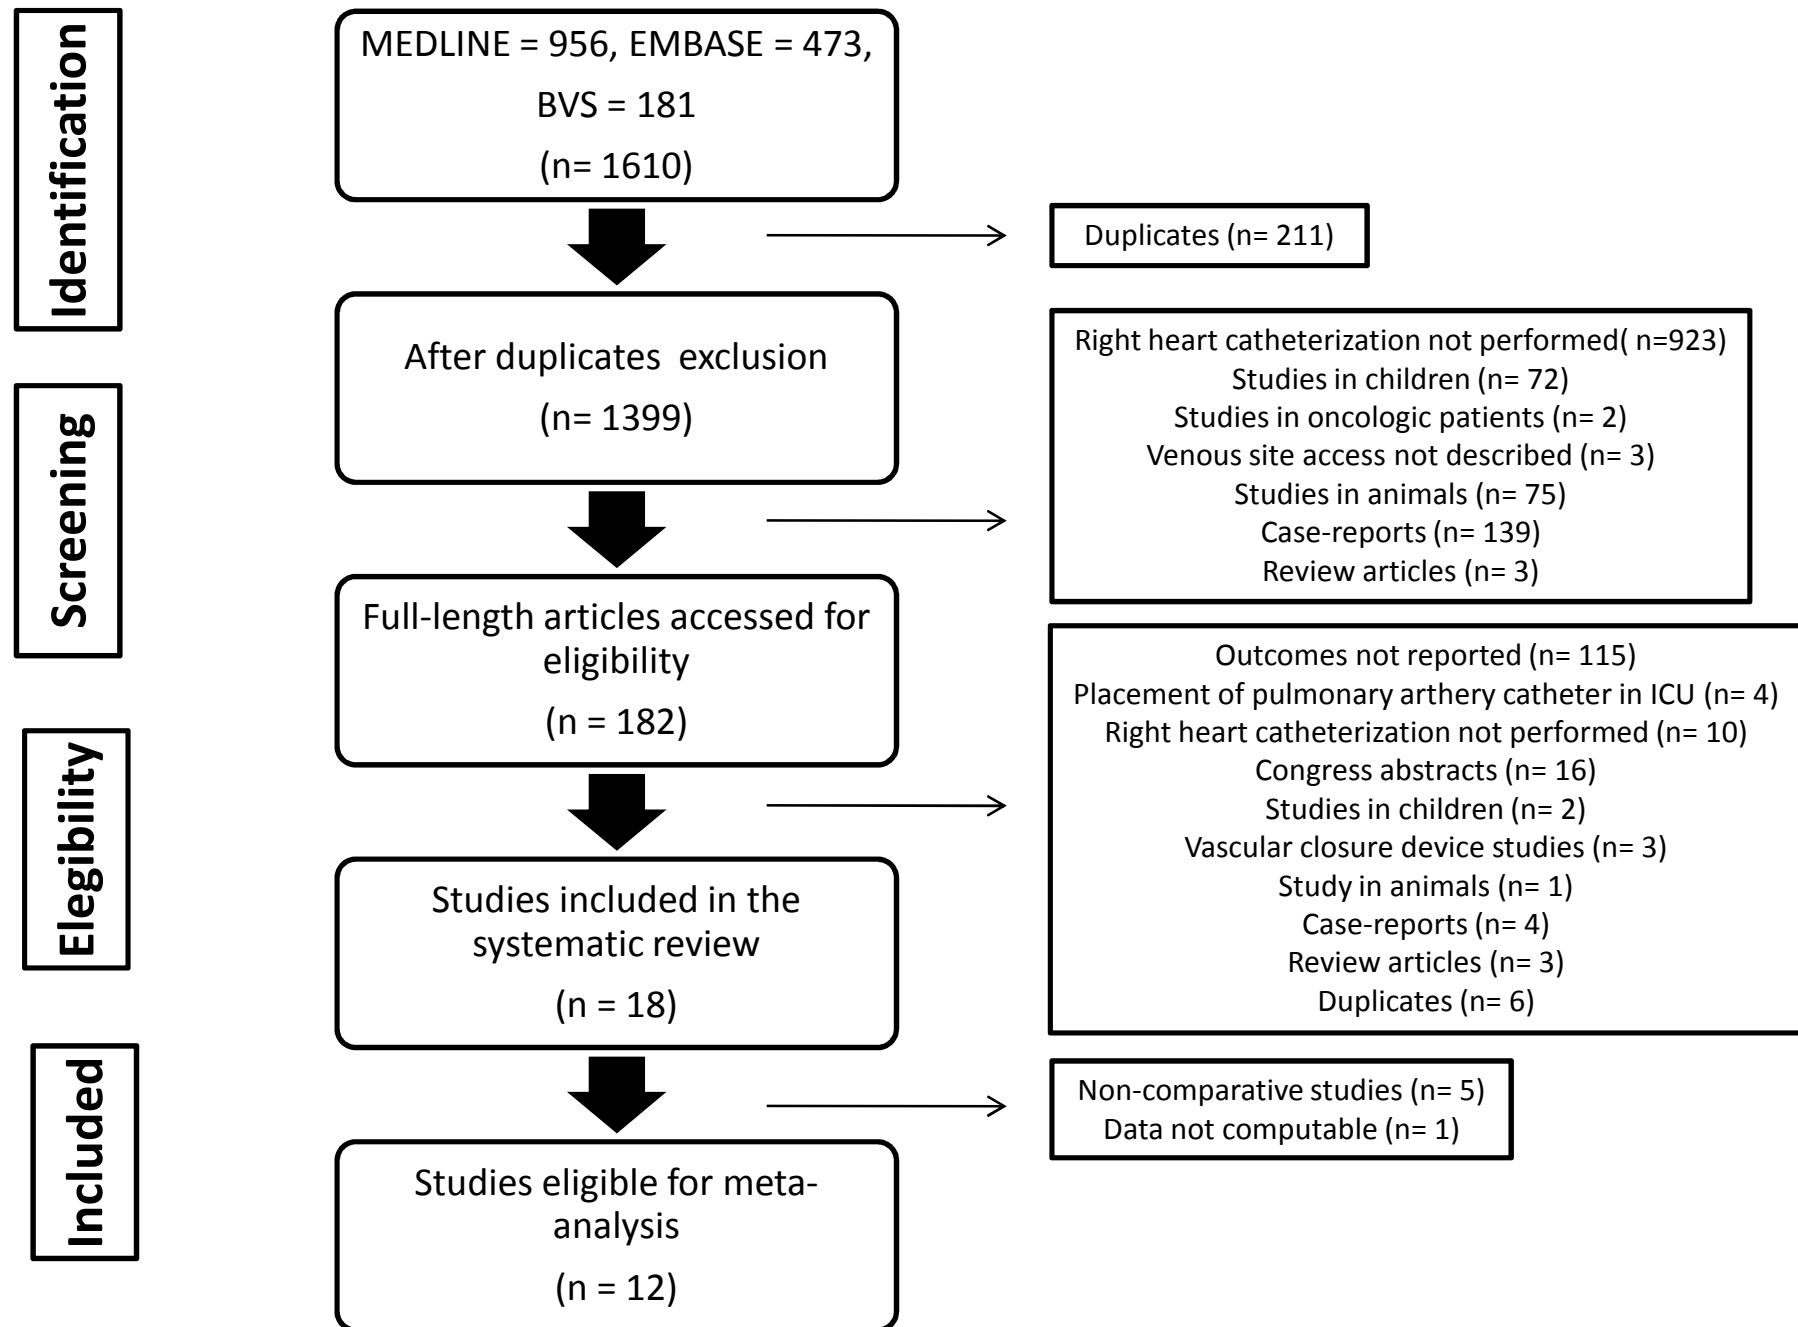 Identification
MEDLINE = 956, EMBASE = 473,
BVS = 181
(n= 1610)
Duplicates (n= 211)
After duplicates  exclusion
(n= 1399)
Screening
Right heart catheterization not performed( n=923)
Studies in children (n= 72)
Studies in oncologic patients (n= 2)
Venous site access not described (n= 3)
Studies in animals (n= 75)
Case-reports (n= 139)
Review articles (n= 3)
Full-length articles accessed for
eligibility
(n = 182)
Elegibility
Outcomes not reported (n= 115)
Placement of pulmonary arthery catheter in ICU (n= 4)
Right heart catheterization not performed (n= 10)
Congress abstracts (n= 16)
Studies in children (n= 2)
Vascular closure device studies (n= 3)
Study in animals (n= 1)
Case-reports (n= 4)
Review articles (n= 3)
Duplicates (n= 6)
Studies included in the
systematic review
(n = 18)
Included
Non-comparative studies (n= 5)
Data not computable (n= 1)
Studies eligible for meta-
analysis
(n = 12)